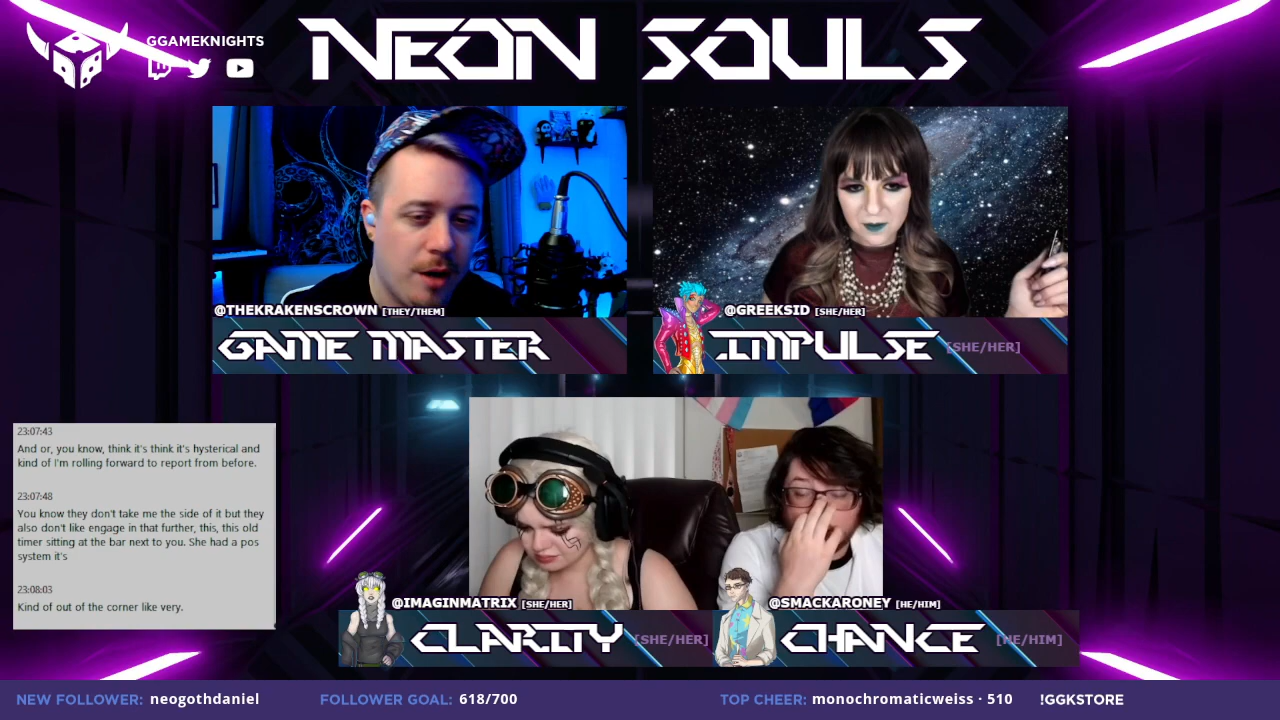 GGAMEKNIGHTS
NEON SOULS
@THEKRAKENSCROWN [THEY/THEM]
GAME MASTER
@GREEKSID [SHE/HER]
IMPULSE [SHE/HER]
23:07:43
And or, you know, think it's think it's hysterical and
kind of I'm rolling forward to report from before.
23:07:48
You know they don't take me the side of it but they
also don't like engage in that further, this, this old
timer sitting at the bar next to you. She had a pos
system it's
23:08:03
Kind of out of the corner like very.
@IMAGINMATRIX [SHE/HER]
CLARITY [SHE/HER]
@SMACKARONEY [HE/HIM]
CHANCE [HE/HIM]
NEW FOLLOWER: neogothdaniel
FOLLOWER GOAL: 618/700
TOP CHEER: monochromaticweiss · 510
!GGKSTORE